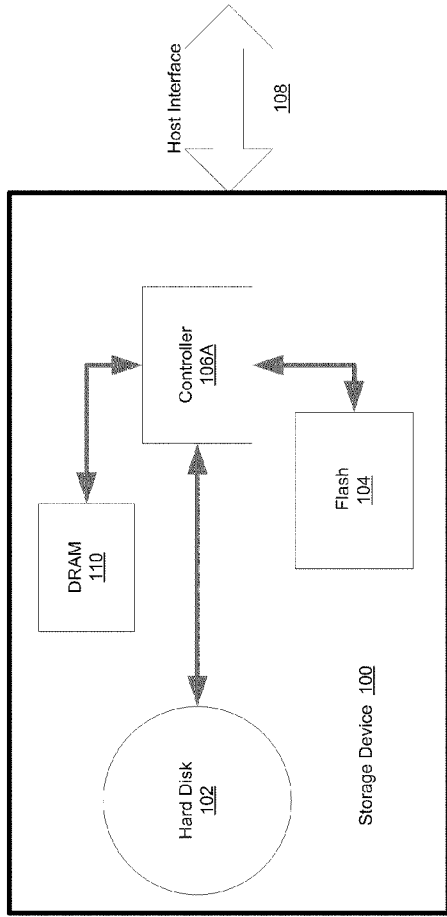 Host Interface
108
DRAM
110
Controller
106A
Hard Disk
102
Flash
104
Storage Device 100